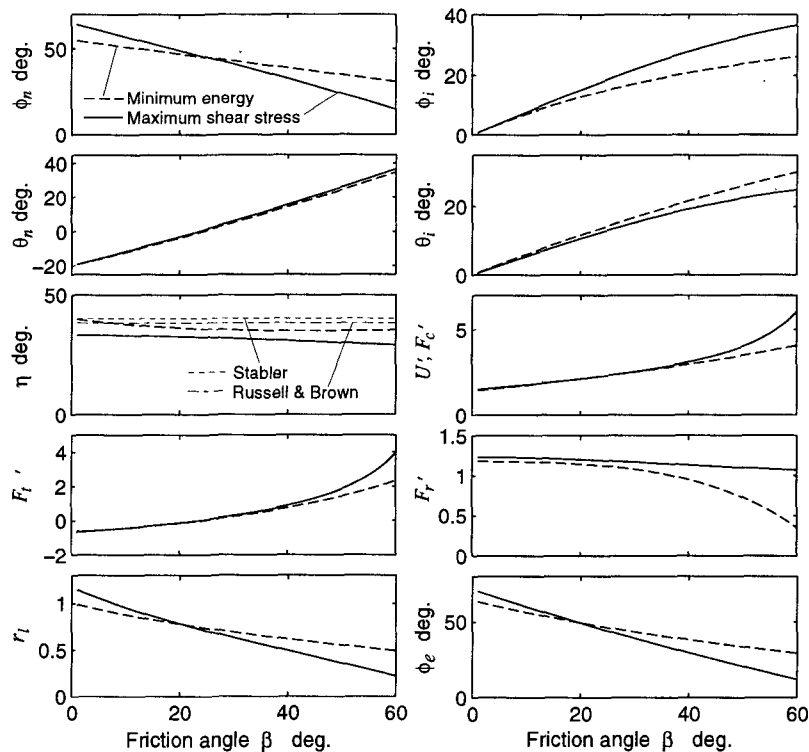 ϕn deg.
50
0
Minimum energy
Maximum shear stress
ϕi deg.
40
20
0
θn deg.
40
20
0
−20
θi deg.
20
0
η
50
0
Stabler
Russell & Brown
U', Fc'
5
0
Ft'
4
2
0
−2
Fr'
1.5
1
0.5
0
rl
1
0.5
0
ϕe deg.
50
0
0 20 40 60
Friction angle β deg.
0 20 40 60
Friction angle β deg.